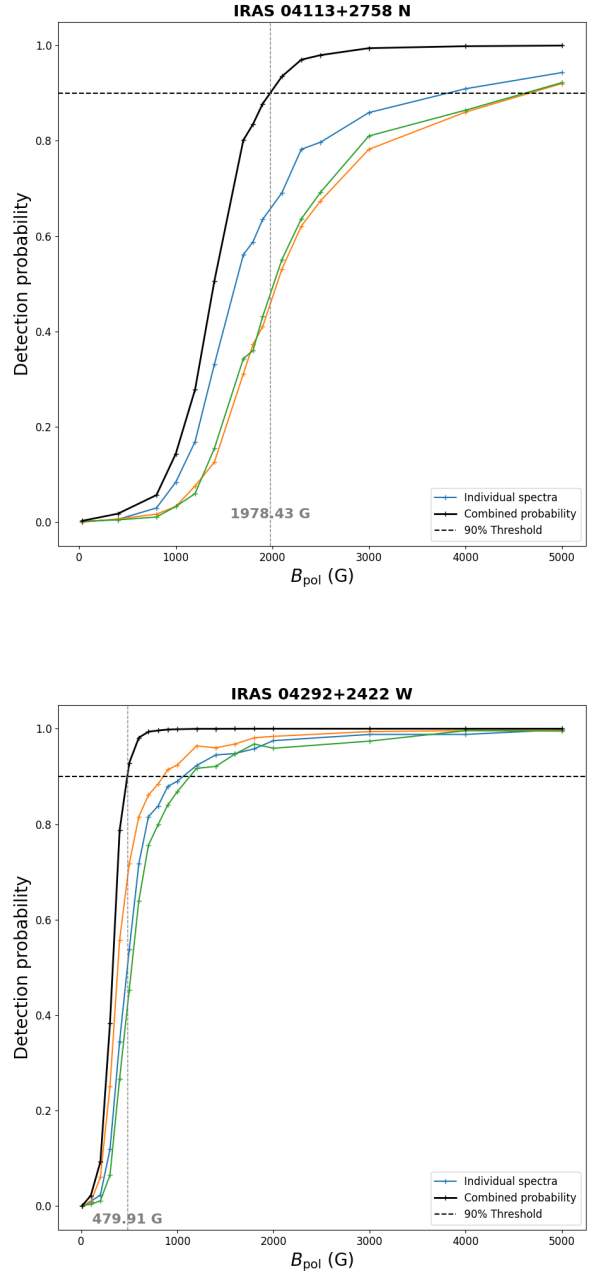 IRAS 04113+2758 N
1.0
0.8
0.6
0.4
0.2
0.0
Detection probability
1978.43 G
Individual spectra
Combined probability
90% Threshold
0 1000 2000 3000 4000 5000
B_pol (G)
IRAS 04292+2422 W
1.0
0.8
0.6
0.4
0.2
0.0
Detection probability
479.91 G
Individual spectra
Combined probability
90% Threshold
0 1000 2000 3000 4000 5000
B_pol (G)